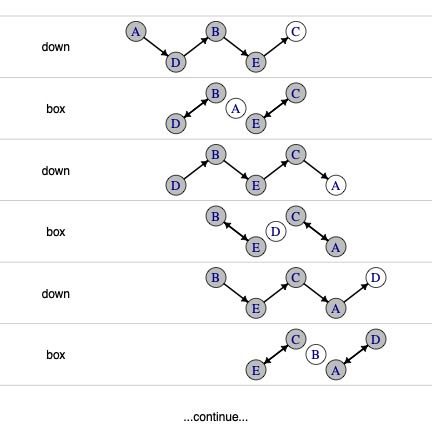 A B C
down
D E
B A C
box
D E
B C
down
D E A
B C
box
D
E A
B C D
down
E A
C D
box
B
E A
...continue...